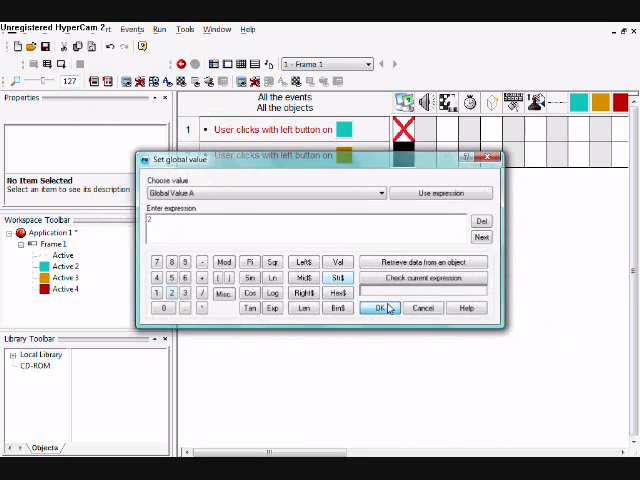 Unregistered HyperCam 2
rt Events Run Tools Window Help
1 - Frame 1
127
Properties
No Item Selected
Select an item to see its description
Workspace Toolbar
Application 1 *
Frame 1
Active
Active 2
Active 3
Active 4
Library Toolbar
Local Library
CD-ROM
Objects
All the events
All the objects
1 • User clicks with left button on
2 • User clicks with left button on
Set global value
Choose value
Global Value A
Use expression
Enter expression
2
Del
Next
7 8 9 - Mod Pi Sqr Left$ Val Retrieve data from an object
4 5 6 + ( ) Sin Ln Mid$ Str$ Check current expression
1 2 3 / Misc. Cos Log Right$ Hex$
0 . * Tan Exp Len Bin$ OK Cancel Help